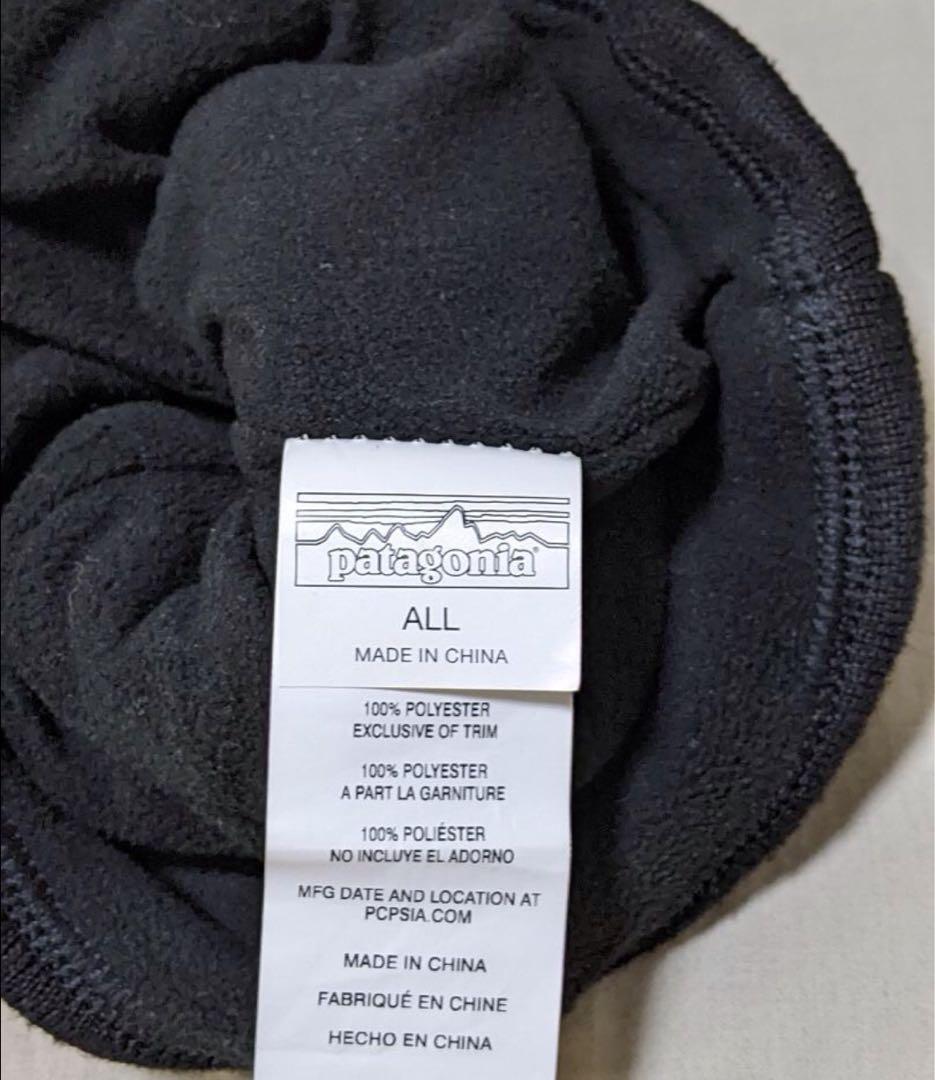 patagonia®
ALL
MADE IN CHINA
100% POLYESTER
EXCLUSIVE OF TRIM
100% POLYESTER
A PART LA GARNITURE
100% POLIÉSTER
NO INCLUYE EL ADORNO
MFG DATE AND LOCATION AT
PCPSIA.COM
MADE IN CHINA
FABRIQUÉ EN CHINE
HECHO EN CHINA